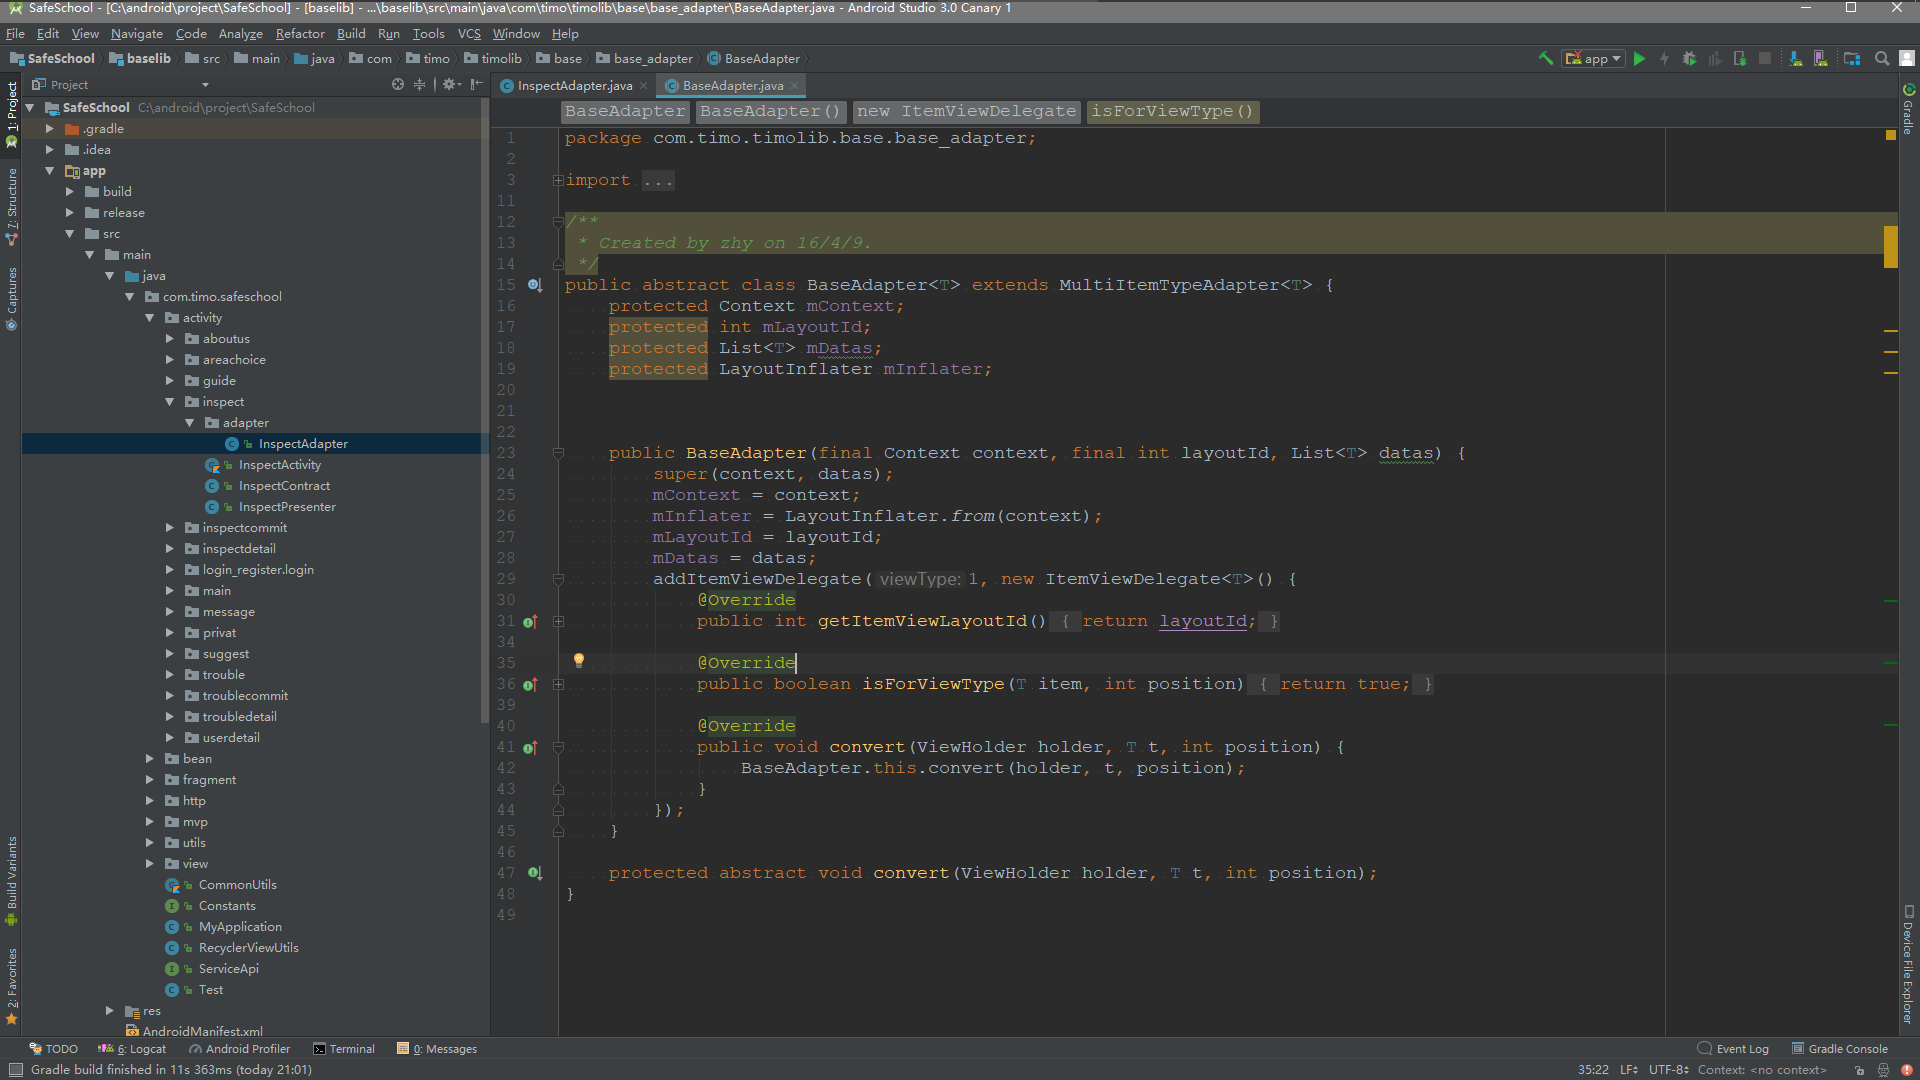 SafeSchool - [C:\android\project\SafeSchool] - [baselib] - ...\baselib\src\main\java\com\timo\timolib\base\base_adapter\BaseAdapter.java - Android Studio 3.0 Canary 1
File Edit View Navigate Code Analyze Refactor Build Run Tools VCS Window Help
SafeSchool baselib src main java com timo timolib base base_adapter BaseAdapter app
Project
InspectAdapter.java BaseAdapter.java
1: Project
7: Structure
Captures
Build Variants
2: Favorites
SafeSchool C:\android\project\SafeSchool
.gradle
.idea
app
build
release
src
main
java
com.timo.safeschool
activity
aboutus
areachoice
guide
inspect
adapter
InspectAdapter
InspectActivity
InspectContract
InspectPresenter
inspectcommit
inspectdetail
login_register.login
main
message
privat
suggest
trouble
troublecommit
troubledetail
userdetail
bean
fragment
http
mvp
utils
view
CommonUtils
Constants
MyApplication
RecyclerViewUtils
ServiceApi
Test
res
AndroidManifest.xml
BaseAdapter BaseAdapter() new ItemViewDelegate isForViewType()
1 package com.timo.timolib.base.base_adapter;
2
3 import ...
11
12 /**
13 * Created by zhy on 16/4/9.
14 */
15 public abstract class BaseAdapter<T> extends MultiItemTypeAdapter<T> {
16 protected Context mContext;
17 protected int mLayoutId;
18 protected List<T> mDatas;
19 protected LayoutInflater mInflater;
20
21
22
23 public BaseAdapter(final Context context, final int layoutId, List<T> datas) {
24 super(context, datas);
25 mContext = context;
26 mInflater = LayoutInflater.from(context);
27 mLayoutId = layoutId;
28 mDatas = datas;
29 addItemViewDelegate( viewType: 1, new ItemViewDelegate<T>() {
30 @Override
31 public int getItemViewLayoutId() { return layoutId; }
34
35 @Override
36 public boolean isForViewType(T item, int position) { return true; }
39
40 @Override
41 public void convert(ViewHolder holder, T t, int position) {
42 BaseAdapter.this.convert(holder, t, position);
43 }
44 });
45 }
46
47 protected abstract void convert(ViewHolder holder, T t, int position);
48 }
49
Gradle
Device File Explorer
TODO 6: Logcat Android Profiler Terminal 0: Messages Event Log Gradle Console
Gradle build finished in 11s 363ms (today 21:01) 35:22 LF UTF-8 Context: <no context>